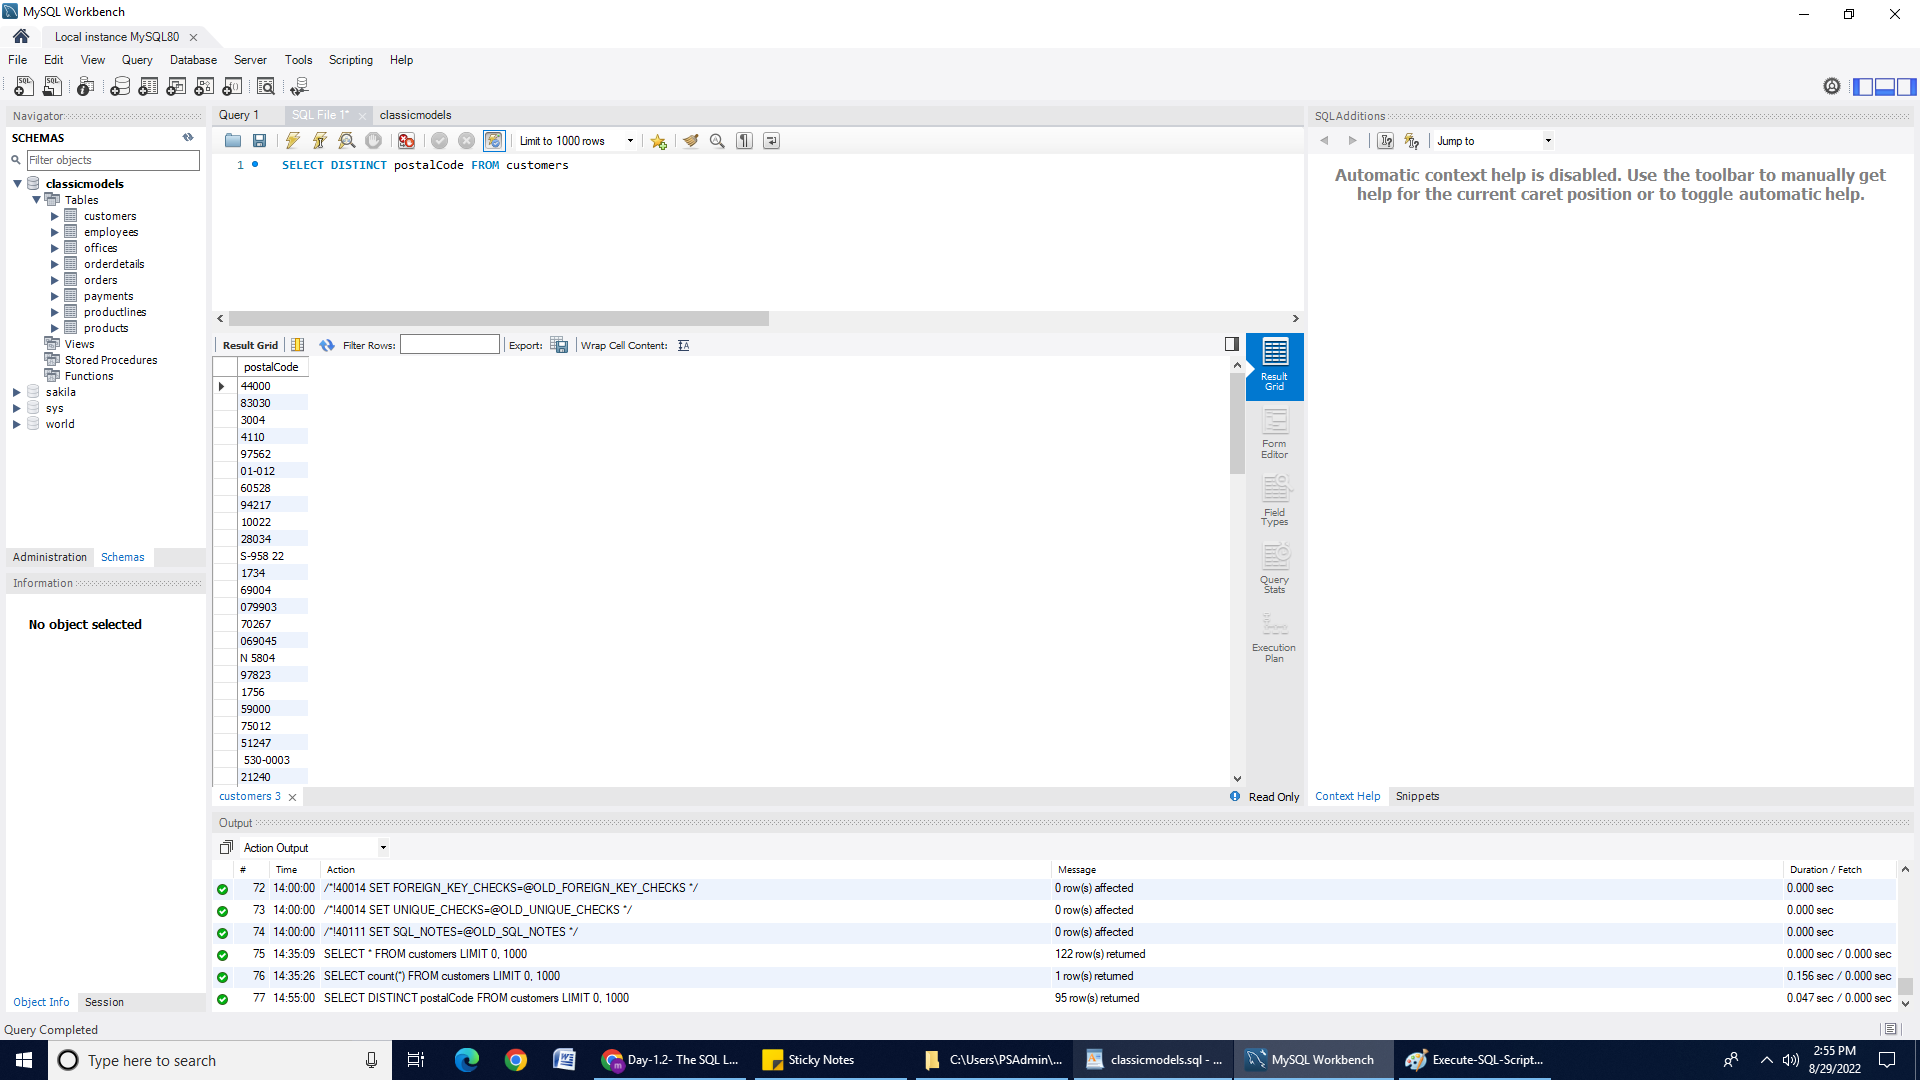 MySQL Workbench
Local instance MySQL80
File Edit View Query Database Server Tools Scripting Help
Navigator
SCHEMAS
Filter objects
classicmodels
Tables
customers
employees
offices
orderdetails
orders
payments
productlines
products
Views
Stored Procedures
Functions
sakila
sys
world
Administration Schemas
Information
No object selected
Object Info Session
Query 1 SQL File 1* classicmodels
Limit to 1000 rows
1 SELECT DISTINCT postalCode FROM customers
Result Grid Filter Rows: Export: Wrap Cell Content:
postalCode
44000
83030
3004
4110
97562
01-012
60528
94217
10022
28034
S-958 22
1734
69004
079903
70267
069045
N 5804
97823
1756
59000
75012
51247
530-0003
21240
Result
Grid
Form
Editor
Field
Types
Query
Stats
Execution
Plan
customers 3 Read Only
SQLAdditions
Jump to
Automatic context help is disabled. Use the toolbar to manually get
help for the current caret position or to toggle automatic help.
Context Help Snippets
Output
Action Output
# Time Action Message Duration / Fetch
72 14:00:00 /*!40014 SET FOREIGN_KEY_CHECKS=@OLD_FOREIGN_KEY_CHECKS */ 0 row(s) affected 0.000 sec
73 14:00:00 /*!40014 SET UNIQUE_CHECKS=@OLD_UNIQUE_CHECKS */ 0 row(s) affected 0.000 sec
74 14:00:00 /*!40111 SET SQL_NOTES=@OLD_SQL_NOTES */ 0 row(s) affected 0.000 sec
75 14:35:09 SELECT * FROM customers LIMIT 0, 1000 122 row(s) returned 0.000 sec / 0.000 sec
76 14:35:26 SELECT count(*) FROM customers LIMIT 0, 1000 1 row(s) returned 0.156 sec / 0.000 sec
77 14:55:00 SELECT DISTINCT postalCode FROM customers LIMIT 0, 1000 95 row(s) returned 0.047 sec / 0.000 sec
Query Completed
Type here to search
Day-1.2- The SQL L...
Sticky Notes
C:\Users\PSAdmin\...
classicmodels.sql - ...
MySQL Workbench
Execute-SQL-Script...
2:55 PM
8/29/2022